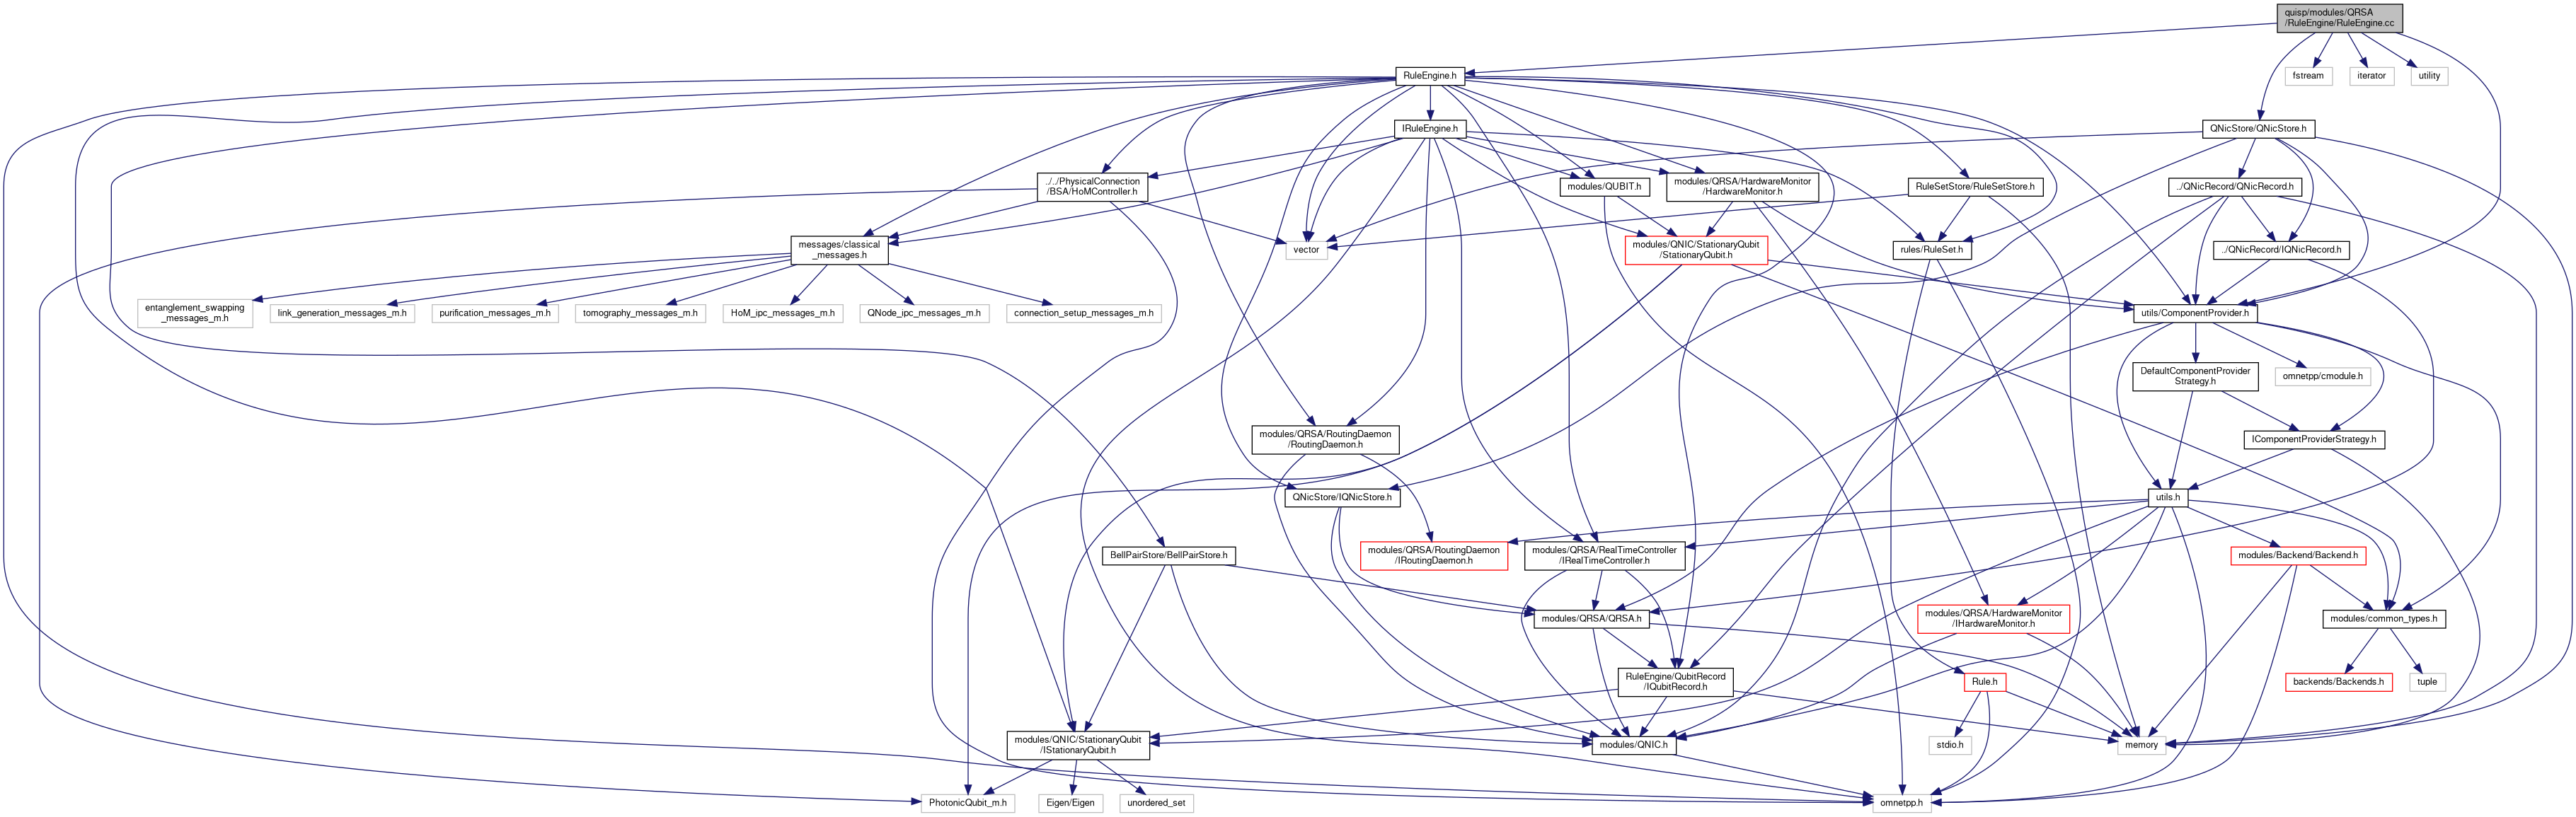 quisp/modules/QRSA
/RuleEngine/RuleEngine.cc
RuleEngine.h
fstream
iterator
utility
IRuleEngine.h
QNicStore/QNicStore.h
../../PhysicalConnection
/BSA/HoMController.h
modules/QUBIT.h
modules/QRSA/HardwareMonitor
/HardwareMonitor.h
RuleSetStore/RuleSetStore.h
../QNicRecord/QNicRecord.h
messages/classical
_messages.h
vector
modules/QNIC/StationaryQubit
/StationaryQubit.h
rules/RuleSet.h
../QNicRecord/IQNicRecord.h
entanglement_swapping
_messages_m.h
link_generation_messages_m.h
purification_messages_m.h
tomography_messages_m.h
HoM_ipc_messages_m.h
QNode_ipc_messages_m.h
connection_setup_messages_m.h
utils/ComponentProvider.h
DefaultComponentProvider
Strategy.h
omnetpp/cmodule.h
modules/QRSA/RoutingDaemon
/RoutingDaemon.h
IComponentProviderStrategy.h
QNicStore/IQNicStore.h
utils.h
BellPairStore/BellPairStore.h
modules/QRSA/RoutingDaemon
/IRoutingDaemon.h
modules/QRSA/RealTimeController
/IRealTimeController.h
modules/Backend/Backend.h
modules/QRSA/QRSA.h
modules/QRSA/HardwareMonitor
/IHardwareMonitor.h
modules/common_types.h
RuleEngine/QubitRecord
/IQubitRecord.h
Rule.h
backends/Backends.h
tuple
modules/QNIC/StationaryQubit
/IStationaryQubit.h
modules/QNIC.h
stdio.h
memory
PhotonicQubit_m.h
Eigen/Eigen
unordered_set
omnetpp.h